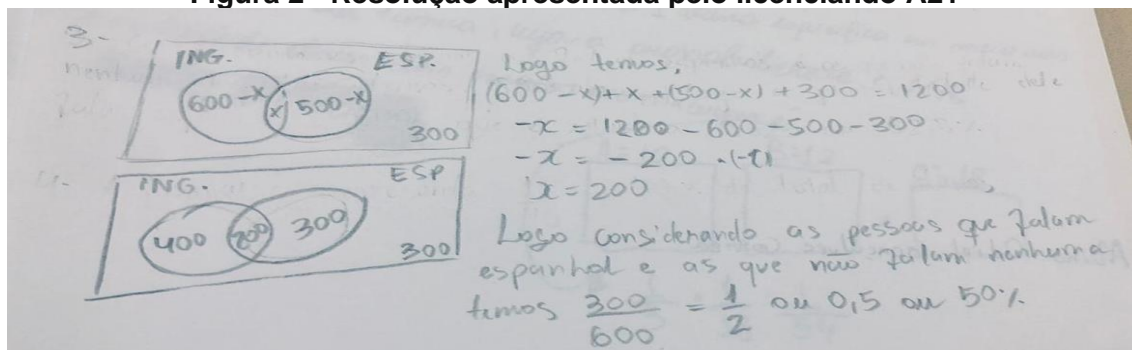 Figura 2 - Resolução apresentada pelo licenciando A21
3-
ING. ESP.
600-x x 500-x
300
Logo temos,
(600-x)+x+(500-x)+300=1200
-x = 1200-600-500-300
-x = -200 .(-1)
x = 200
ING. ESP
400 200 300
300
Logo considerando as pessoas que falam
espanhol e as que não falam nenhuma
temos 300/600 = 1/2 ou 0,5 ou 50%.